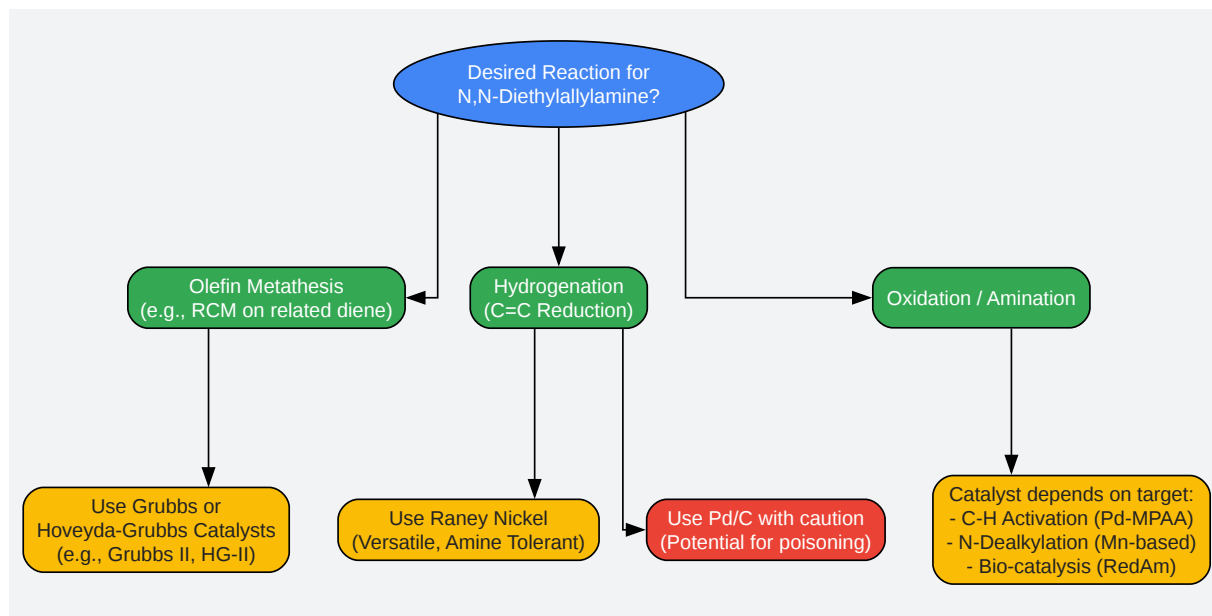 Desired Reaction for
N,N-Diethylallylamine?
Olefin Metathesis
(e.g., RCM on related diene)
Hydrogenation
(C=C Reduction)
Oxidation / Amination
Use Grubbs or
Hoveyda-Grubbs Catalysts
(e.g., Grubbs II, HG-II)
Use Raney Nickel
(Versatile, Amine Tolerant)
Use Pd/C with caution
(Potential for poisoning)
Catalyst depends on target:
- C-H Activation (Pd-MPAA)
- N-Dealkylation (Mn-based)
- Bio-catalysis (RedAm)